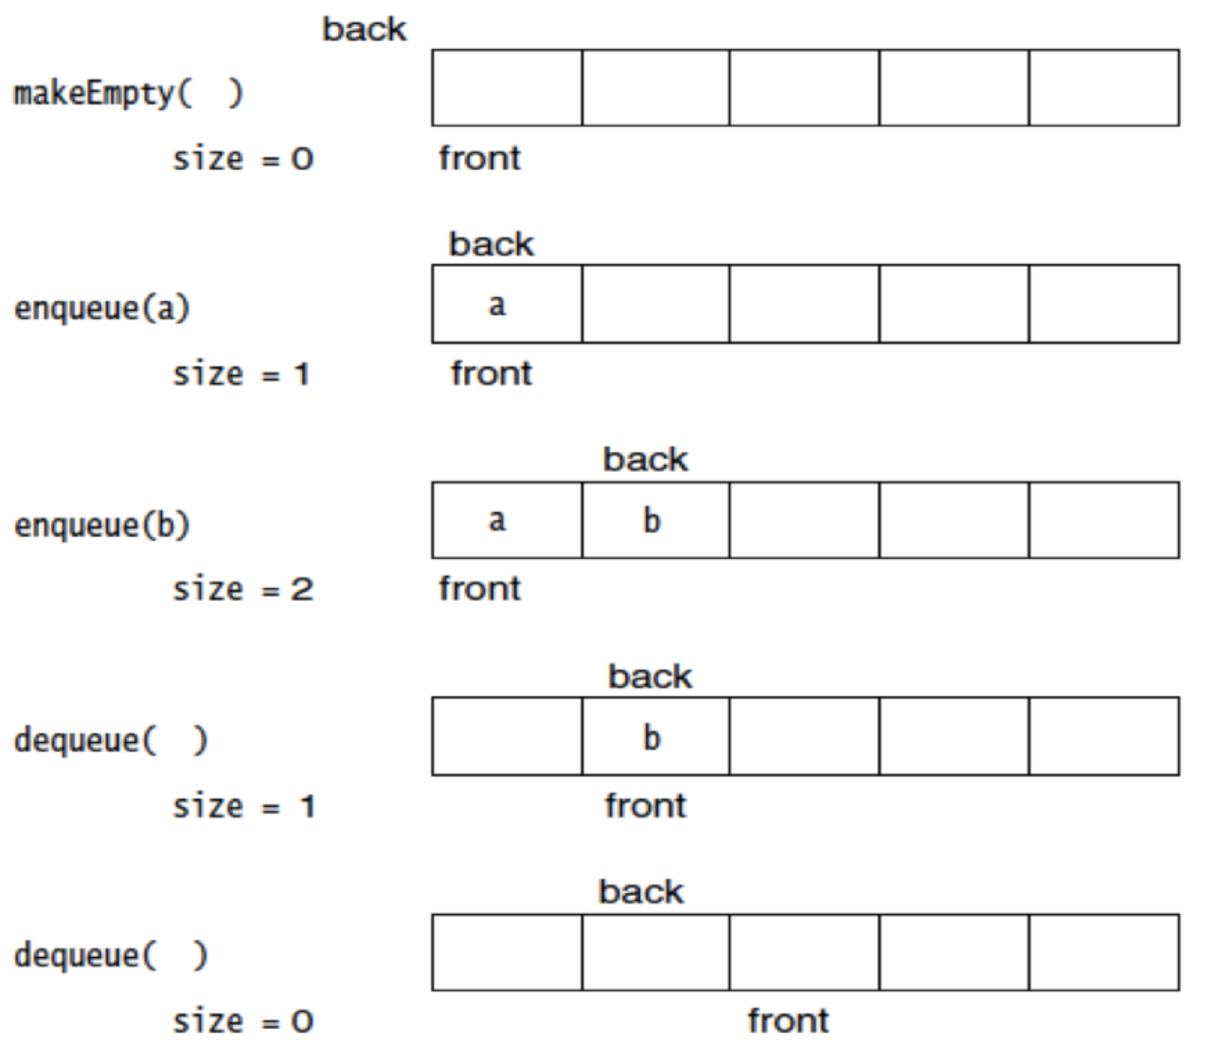 back
makeEmpty( )
size = 0 front
back
enqueue(a) a
size = 1 front
back
enqueue(b) a b
size = 2 front
back
dequeue( ) b
size = 1 front
back
dequeue( )
size = 0 front